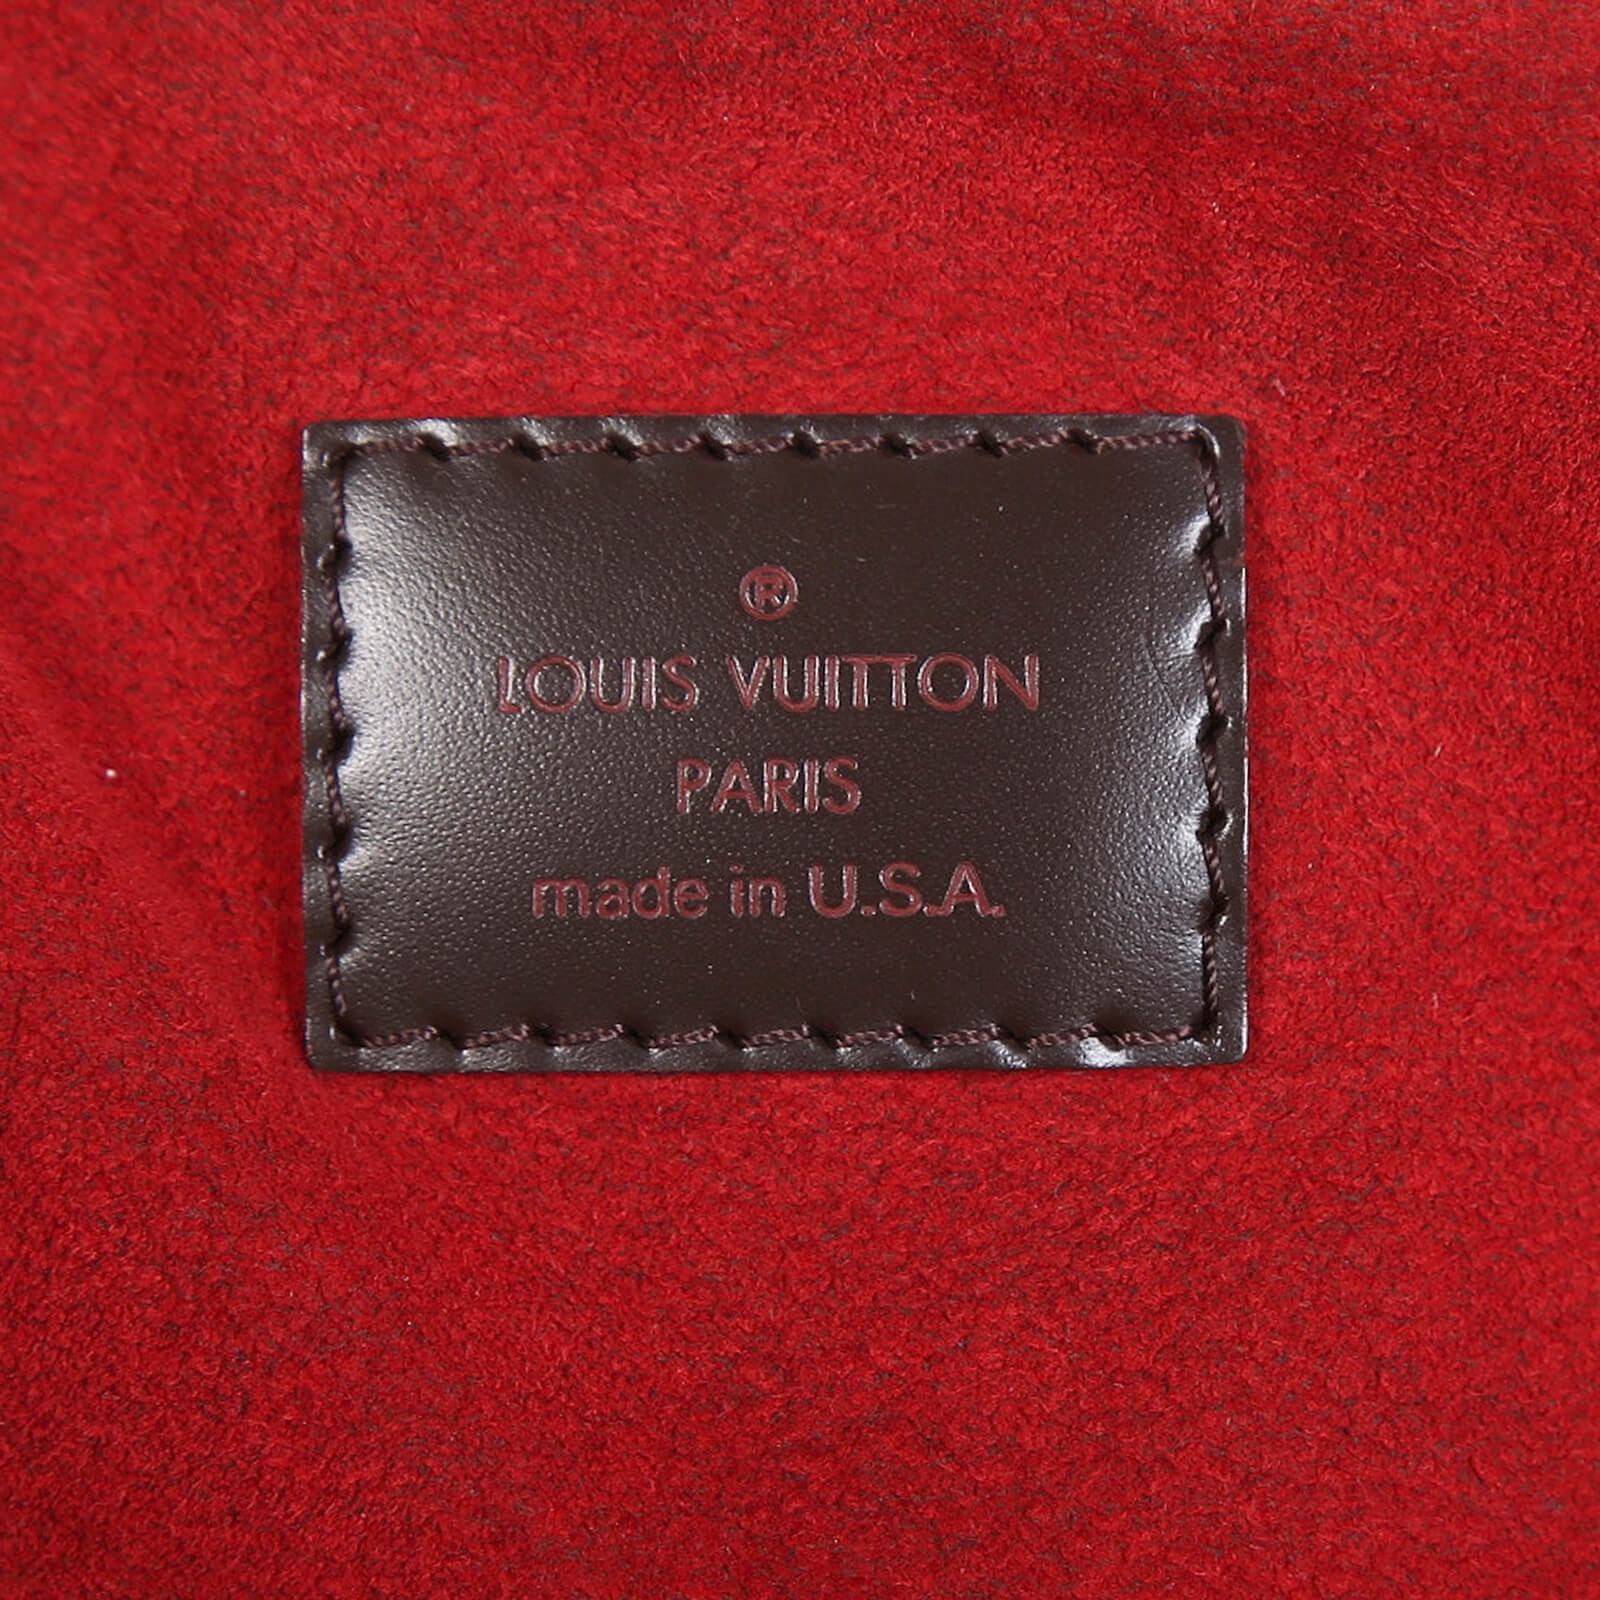 ®
LOUIS VUITTON
PARIS
made in U.S.A.